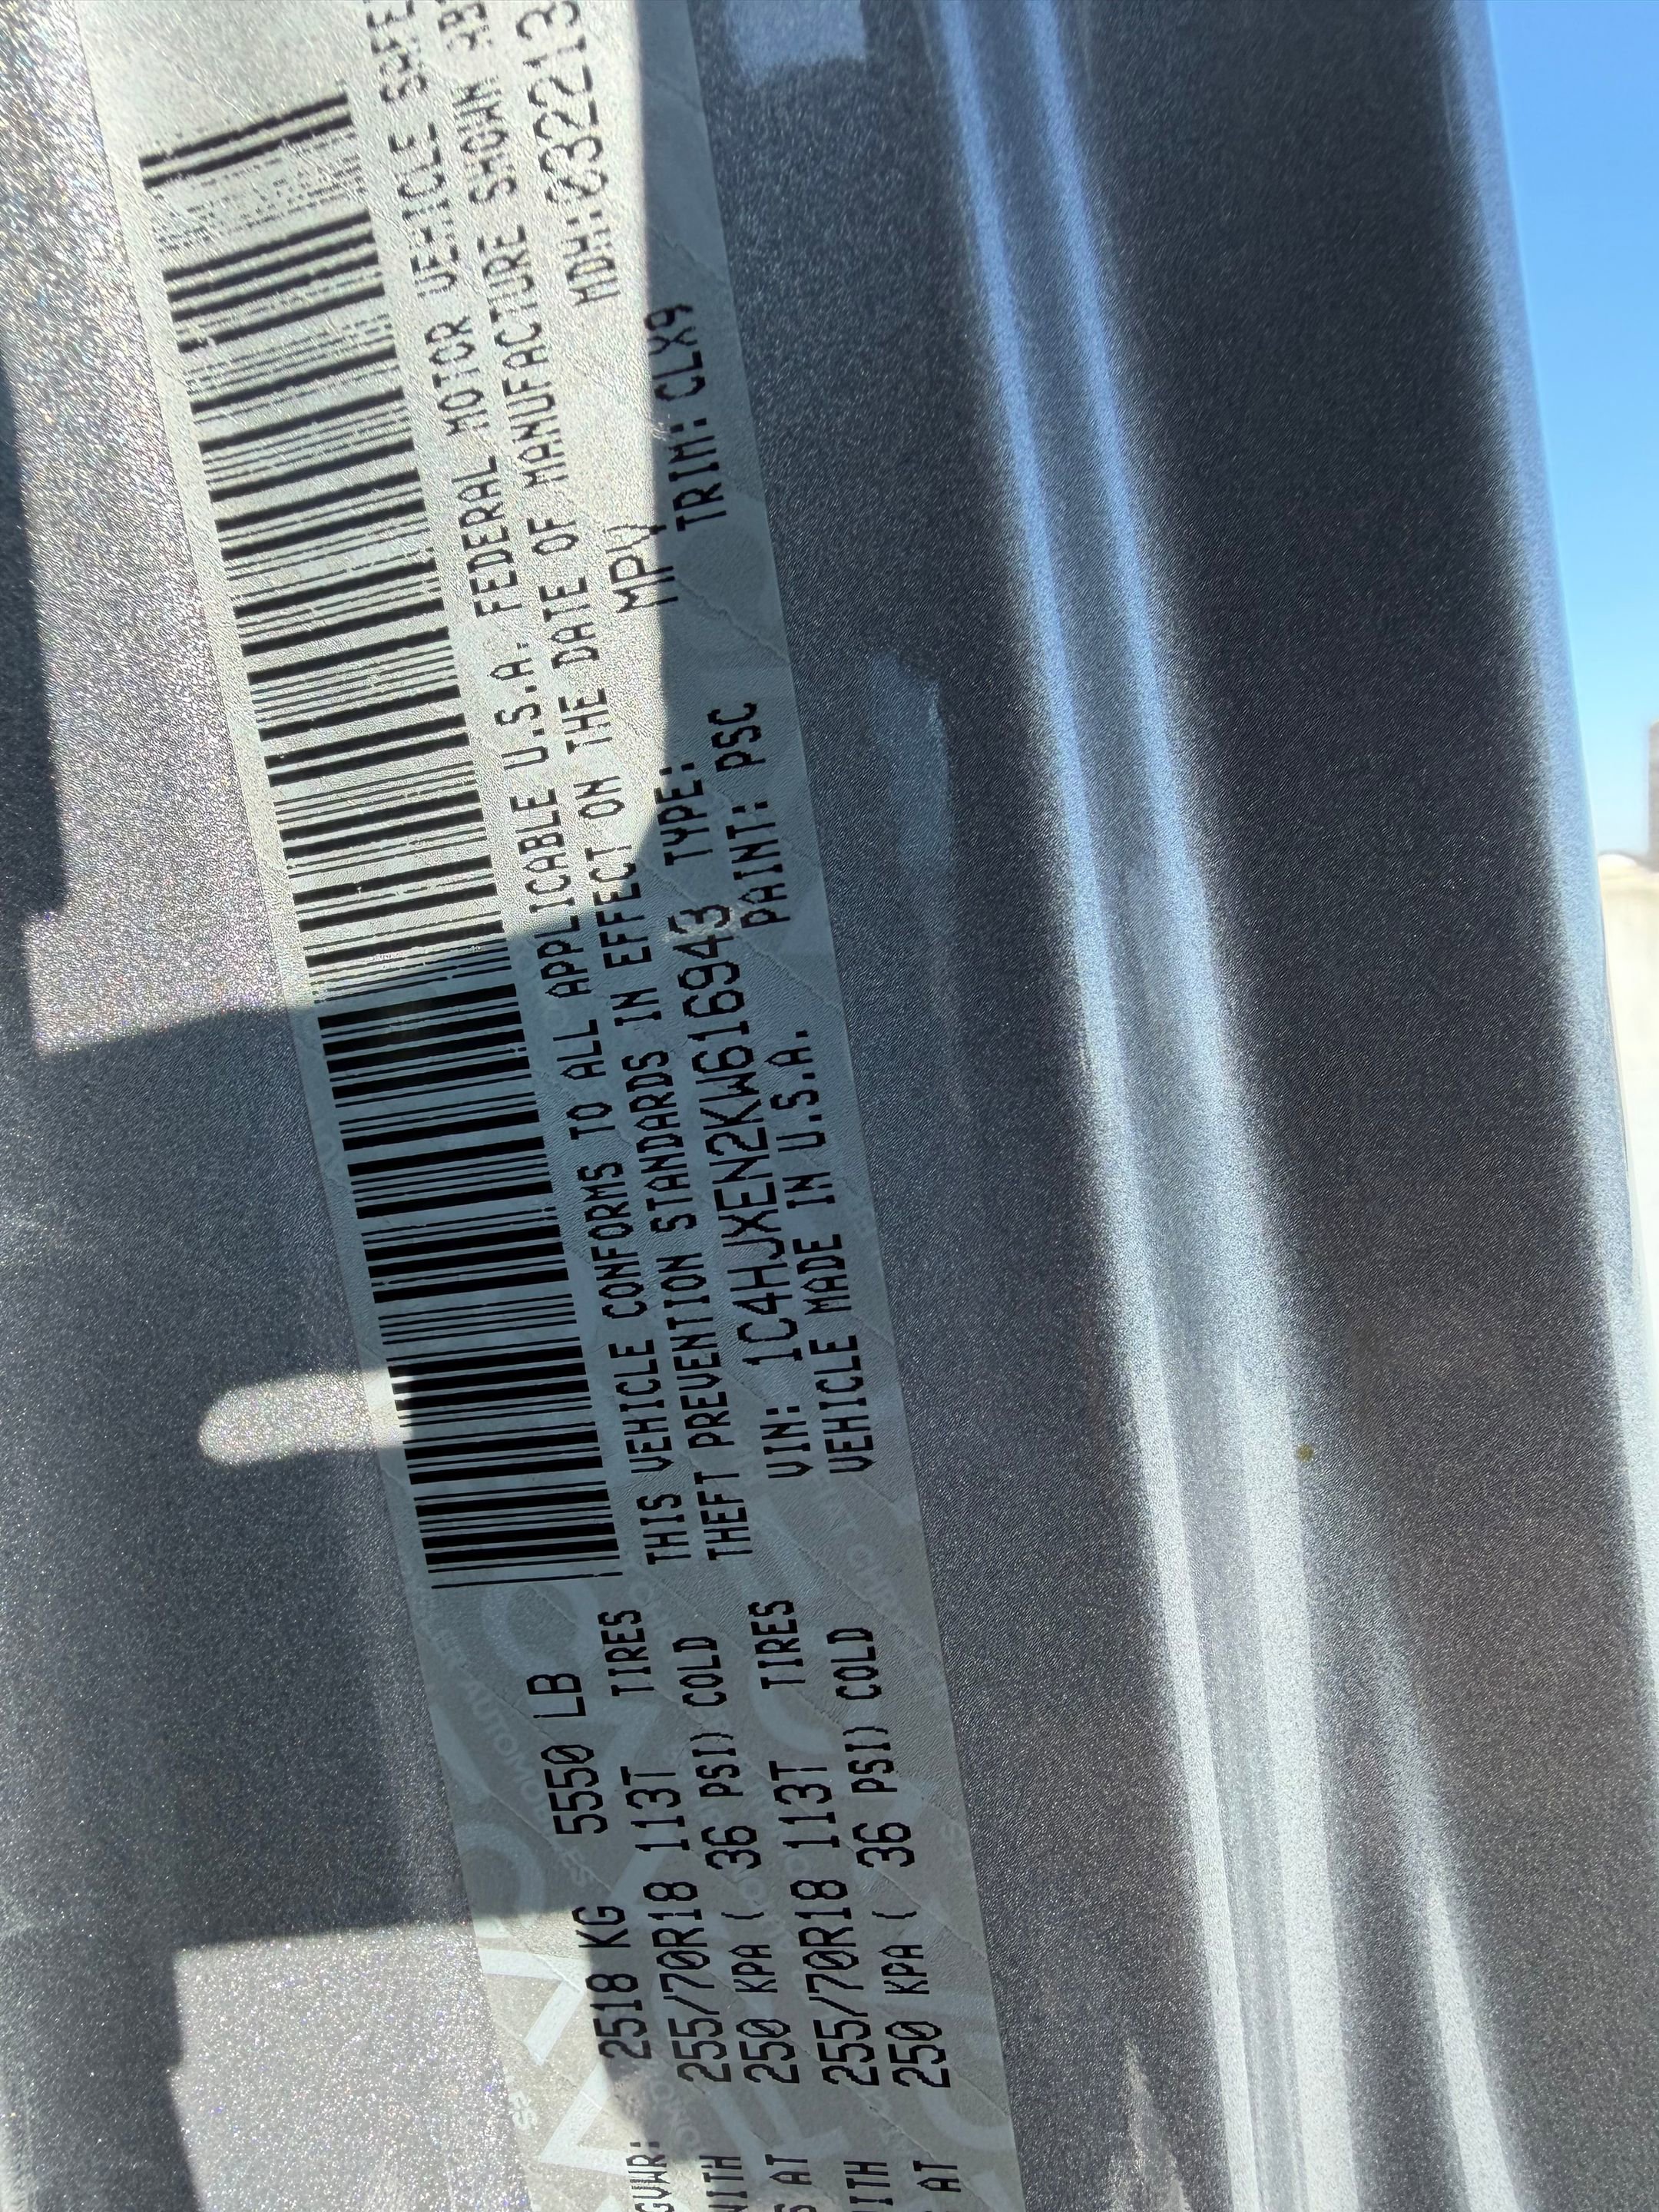 GVWR: 2518 KG 5550 LB
WITH 255/70R18 113T TIRES
AT 250 KPA ( 36 PSI) COLD
WITH 255/70R18 113T TIRES
AT 250 KPA ( 36 PSI) COLD
THIS VEHICLE CONFORMS TO ALL APPLICABLE U.S.A. FEDERAL MOTOR VEHICLE
THEFT PREVENTION STANDARDS IN EFFECT ON THE DATE OF MANUFACTURE SHOWN
MDH:032213
VIN: 1C4HJXEN2KW616943 TYPE: MPV
VEHICLE MADE IN U.S.A. PAINT: PSC TRIM: CLX9
AUTOMOBILES